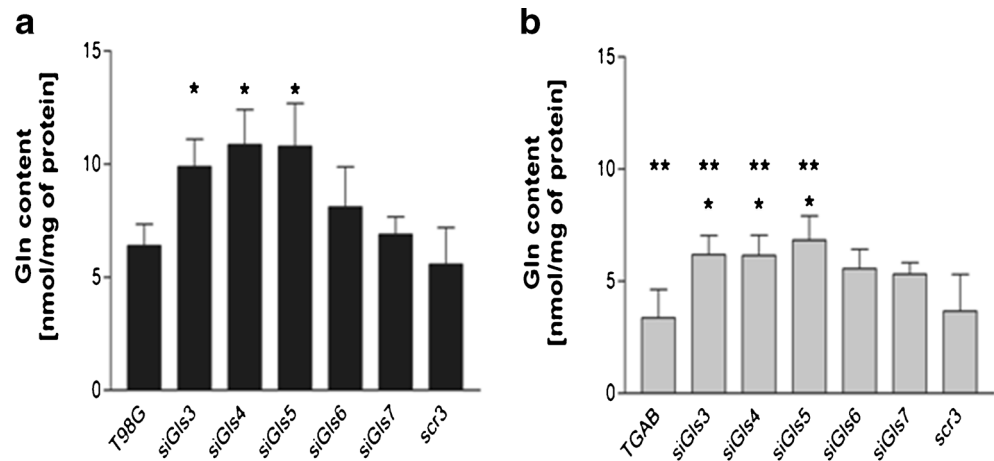 a
Gln content
[nmol/mg of protein]
15
10
5
0
* * *
T98G siGls3 siGls4 siGls5 siGls6 siGls7 scr3
b
Gln content
[nmol/mg of protein]
15
10
5
0
** ** ** **
* * *
TGAB siGls3 siGls4 siGls5 siGls6 siGls7 scr3